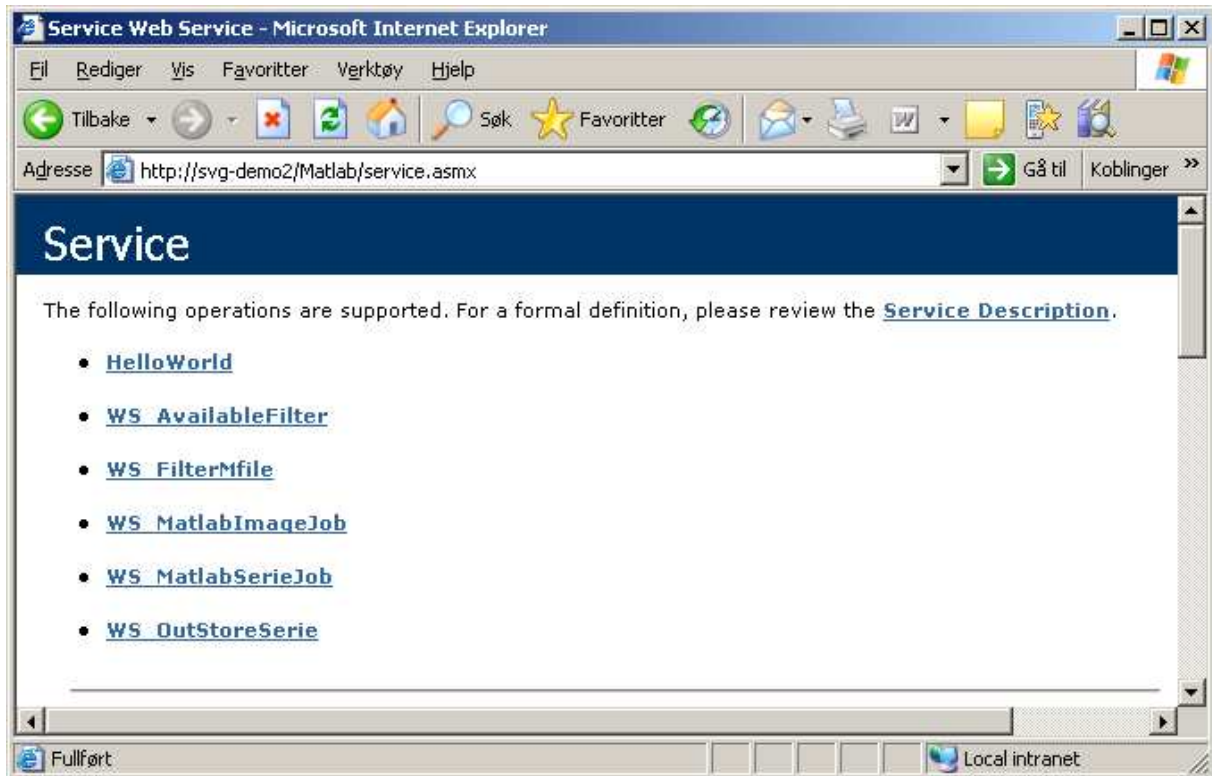 Service Web Service - Microsoft Internet Explorer
Fil Rediger Vis Favoritter Verktøy Hjelp
Tilbake Søk Favoritter
Adresse http://svg-demo2/Matlab/service.asmx Gå til Koblinger »
Service
The following operations are supported. For a formal definition, please review the Service Description.
• HelloWorld
• WS_AvailableFilter
• WS_FilterMfile
• WS_MatlabImageJob
• WS_MatlabSerieJob
• WS_OutStoreSerie
Fullført Local intranet